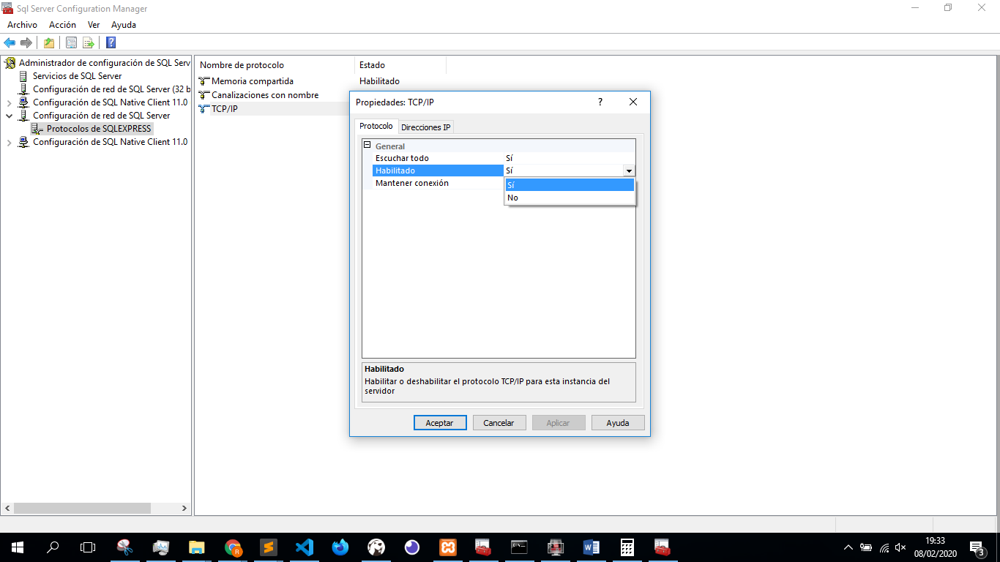 Sql Server Configuration Manager
Archivo Acción Ver Ayuda
Administrador de configuración de SQL Serv
Servicios de SQL Server
Configuración de red de SQL Server (32 b
Configuración de SQL Native Client 11.0
Configuración de red de SQL Server
Protocolos de SQLEXPRESS
Configuración de SQL Native Client 11.0
Nombre de protocolo Estado
Memoria compartida Habilitado
Canalizaciones con nombre
TCP/IP
Propiedades: TCP/IP
Protocolo Direcciones IP
General
Escuchar todo Sí
Habilitado Sí
Mantener conexión
Sí
No
Habilitado
Habilitar o deshabilitar el protocolo TCP/IP para esta instancia del
servidor
Aceptar Cancelar Aplicar Ayuda
19:33
08/02/2020
3